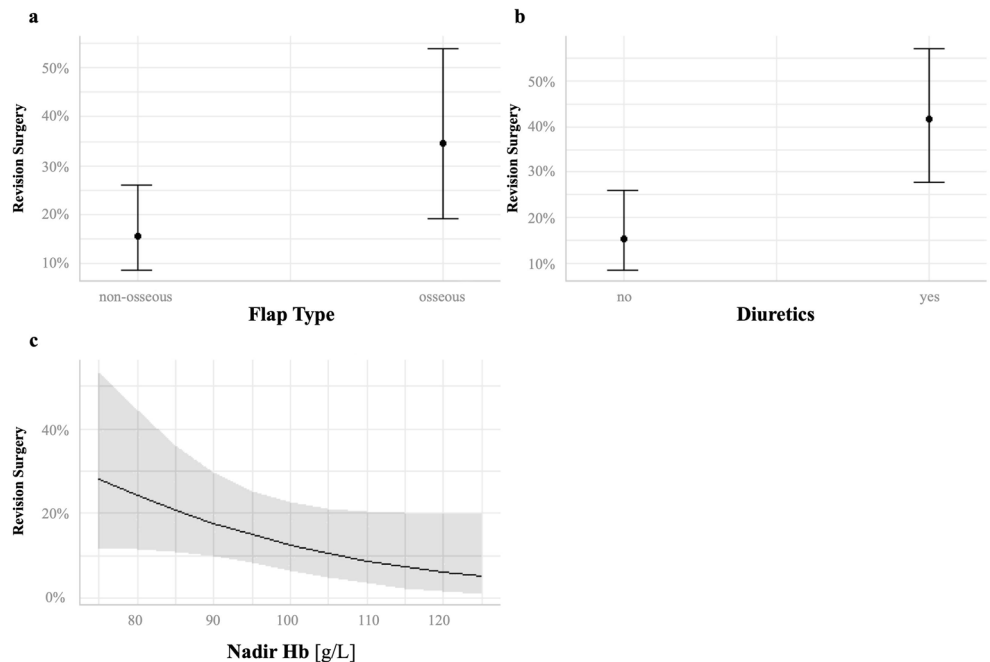 a
Revision Surgery
50%
40%
30%
20%
10%
non-osseous osseous
Flap Type
b
Revision Surgery
50%
40%
30%
20%
10%
no yes
Diuretics
c
Revision Surgery
40%
20%
0%
80 90 100 110 120
Nadir Hb [g/L]